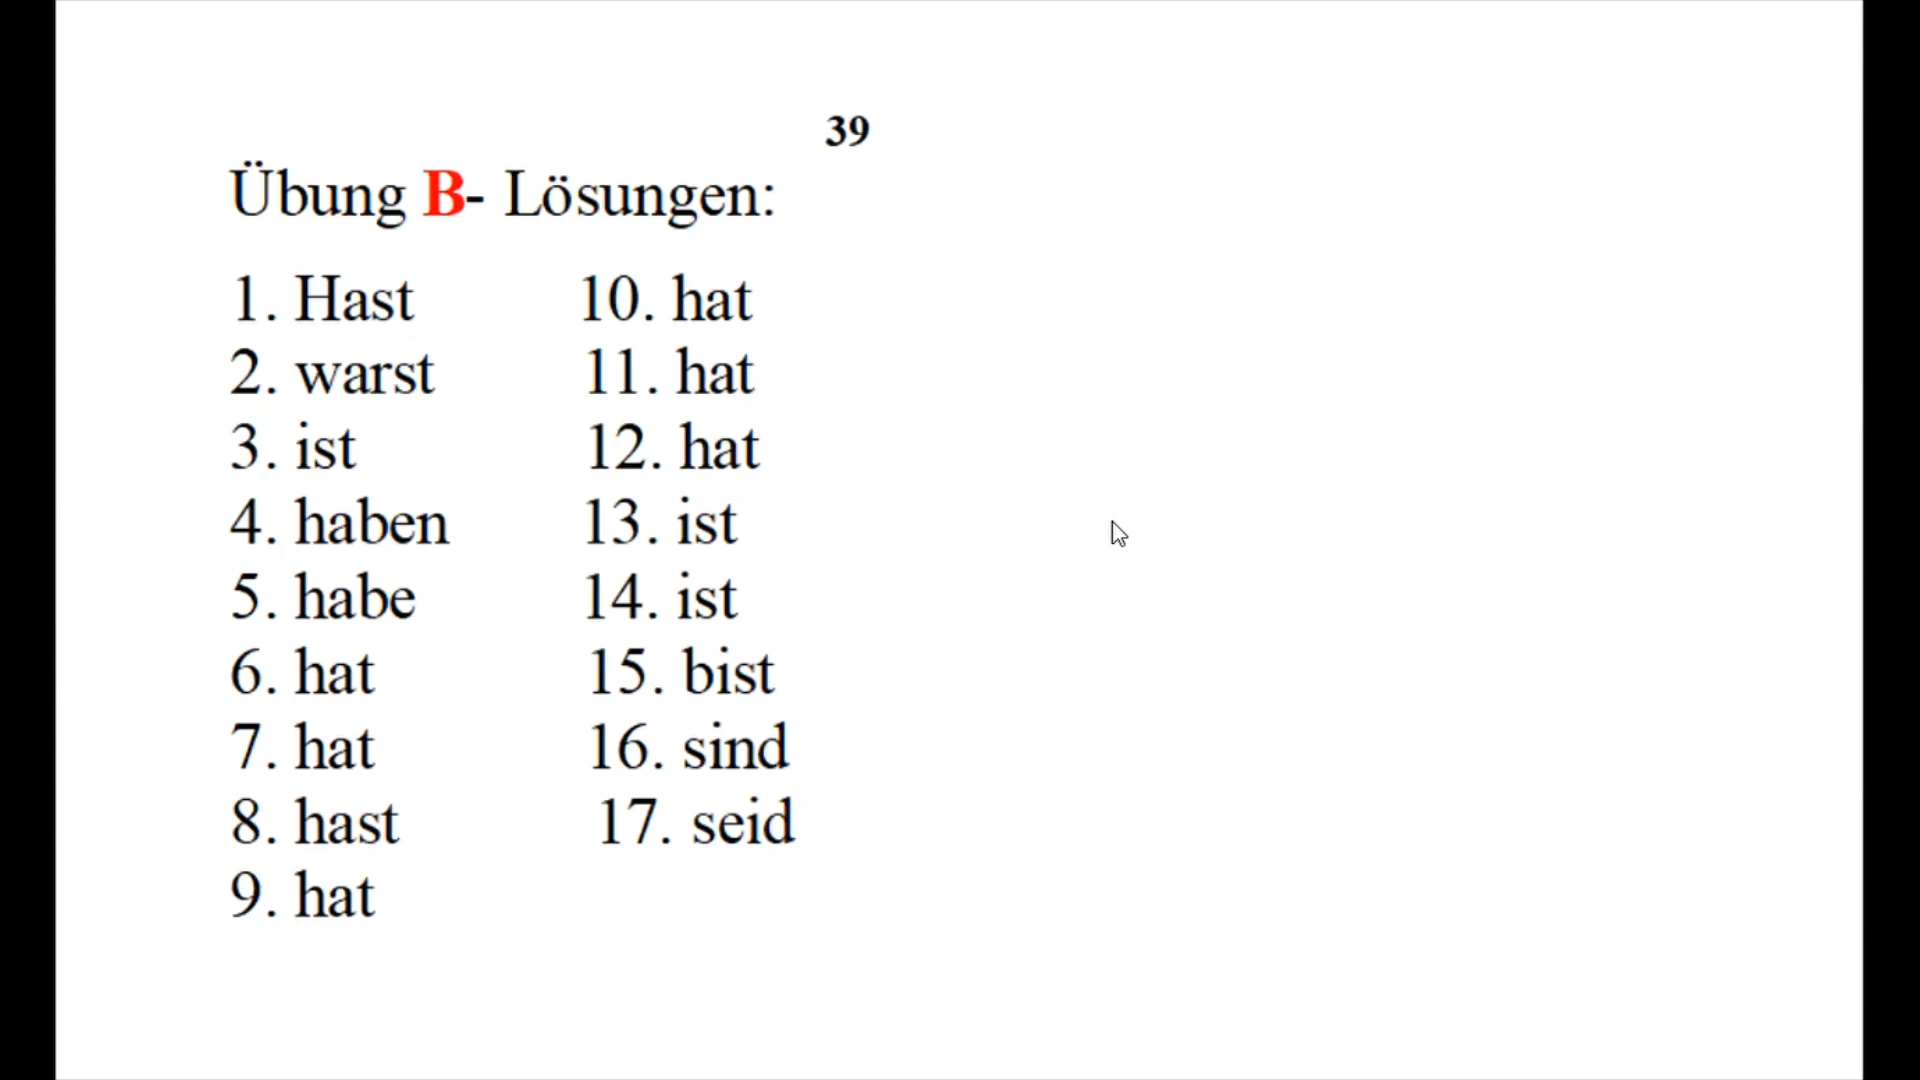 39
Übung B- Lösungen:
1. Hast
2. warst
3. ist
4. haben
5. habe
6. hat
7. hat
8. hast
9. hat
10. hat
11. hat
12. hat
13. ist
14. ist
15. bist
16. sind
17. seid